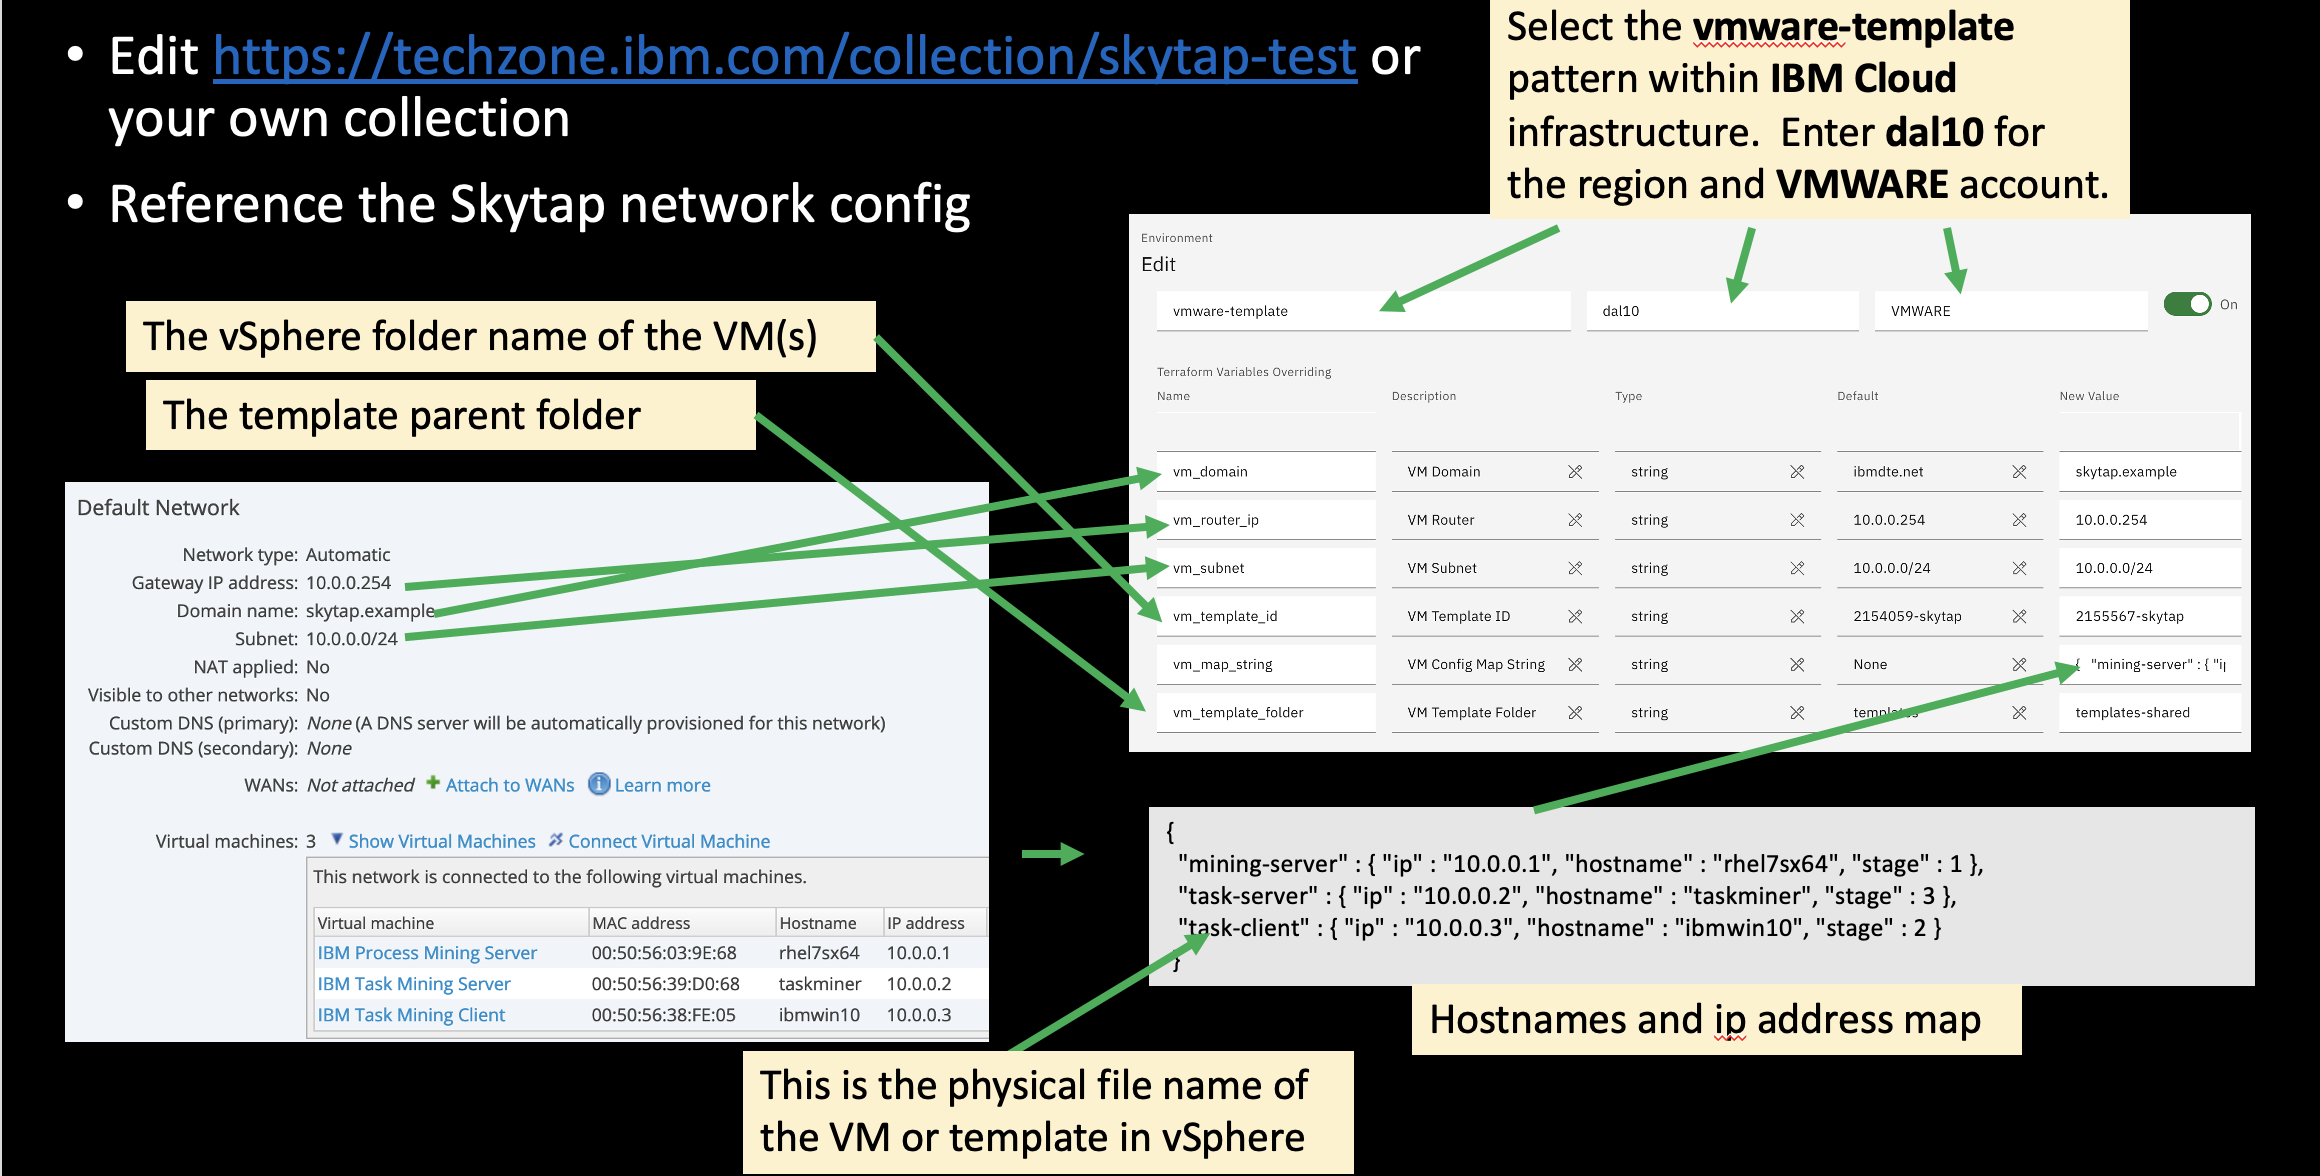 • Edit https://techzone.ibm.com/collection/skytap-test or
your own collection
• Reference the Skytap network config
Select the vmware-template
pattern within IBM Cloud
infrastructure. Enter dal10 for
the region and VMWARE account.
The vSphere folder name of the VM(s)
The template parent folder
Default Network
Network type: Automatic
Gateway IP address: 10.0.0.254
Domain name: skytap.example
Subnet: 10.0.0.0/24
NAT applied: No
Visible to other networks: No
Custom DNS (primary): None (A DNS server will be automatically provisioned for this network)
Custom DNS (secondary): None
WANs: Not attached Attach to WANs Learn more
Virtual machines: 3 Show Virtual Machines Connect Virtual Machine
This network is connected to the following virtual machines.
Virtual machine MAC address Hostname IP address
IBM Process Mining Server 00:50:56:03:9E:68 rhel7sx64 10.0.0.1
IBM Task Mining Server 00:50:56:39:D0:68 taskminer 10.0.0.2
IBM Task Mining Client 00:50:56:38:FE:05 ibmwin10 10.0.0.3
Environment
Edit
vmware-template dal10 VMWARE On
Terraform Variables Overriding
Name Description Type Default New Value
vm_domain VM Domain string ibmdte.net skytap.example
vm_router_ip VM Router string 10.0.0.254 10.0.0.254
vm_subnet VM Subnet string 10.0.0.0/24 10.0.0.0/24
vm_template_id VM Template ID string 2154059-skytap 2155567-skytap
vm_map_string VM Config Map String string None { "mining-server" : { "ip
vm_template_folder VM Template Folder string templates templates-shared
{
"mining-server" : { "ip" : "10.0.0.1", "hostname" : "rhel7sx64", "stage" : 1 },
"task-server" : { "ip" : "10.0.0.2", "hostname" : "taskminer", "stage" : 3 },
"task-client" : { "ip" : "10.0.0.3", "hostname" : "ibmwin10", "stage" : 2 }
}
Hostnames and ip address map
This is the physical file name of
the VM or template in vSphere